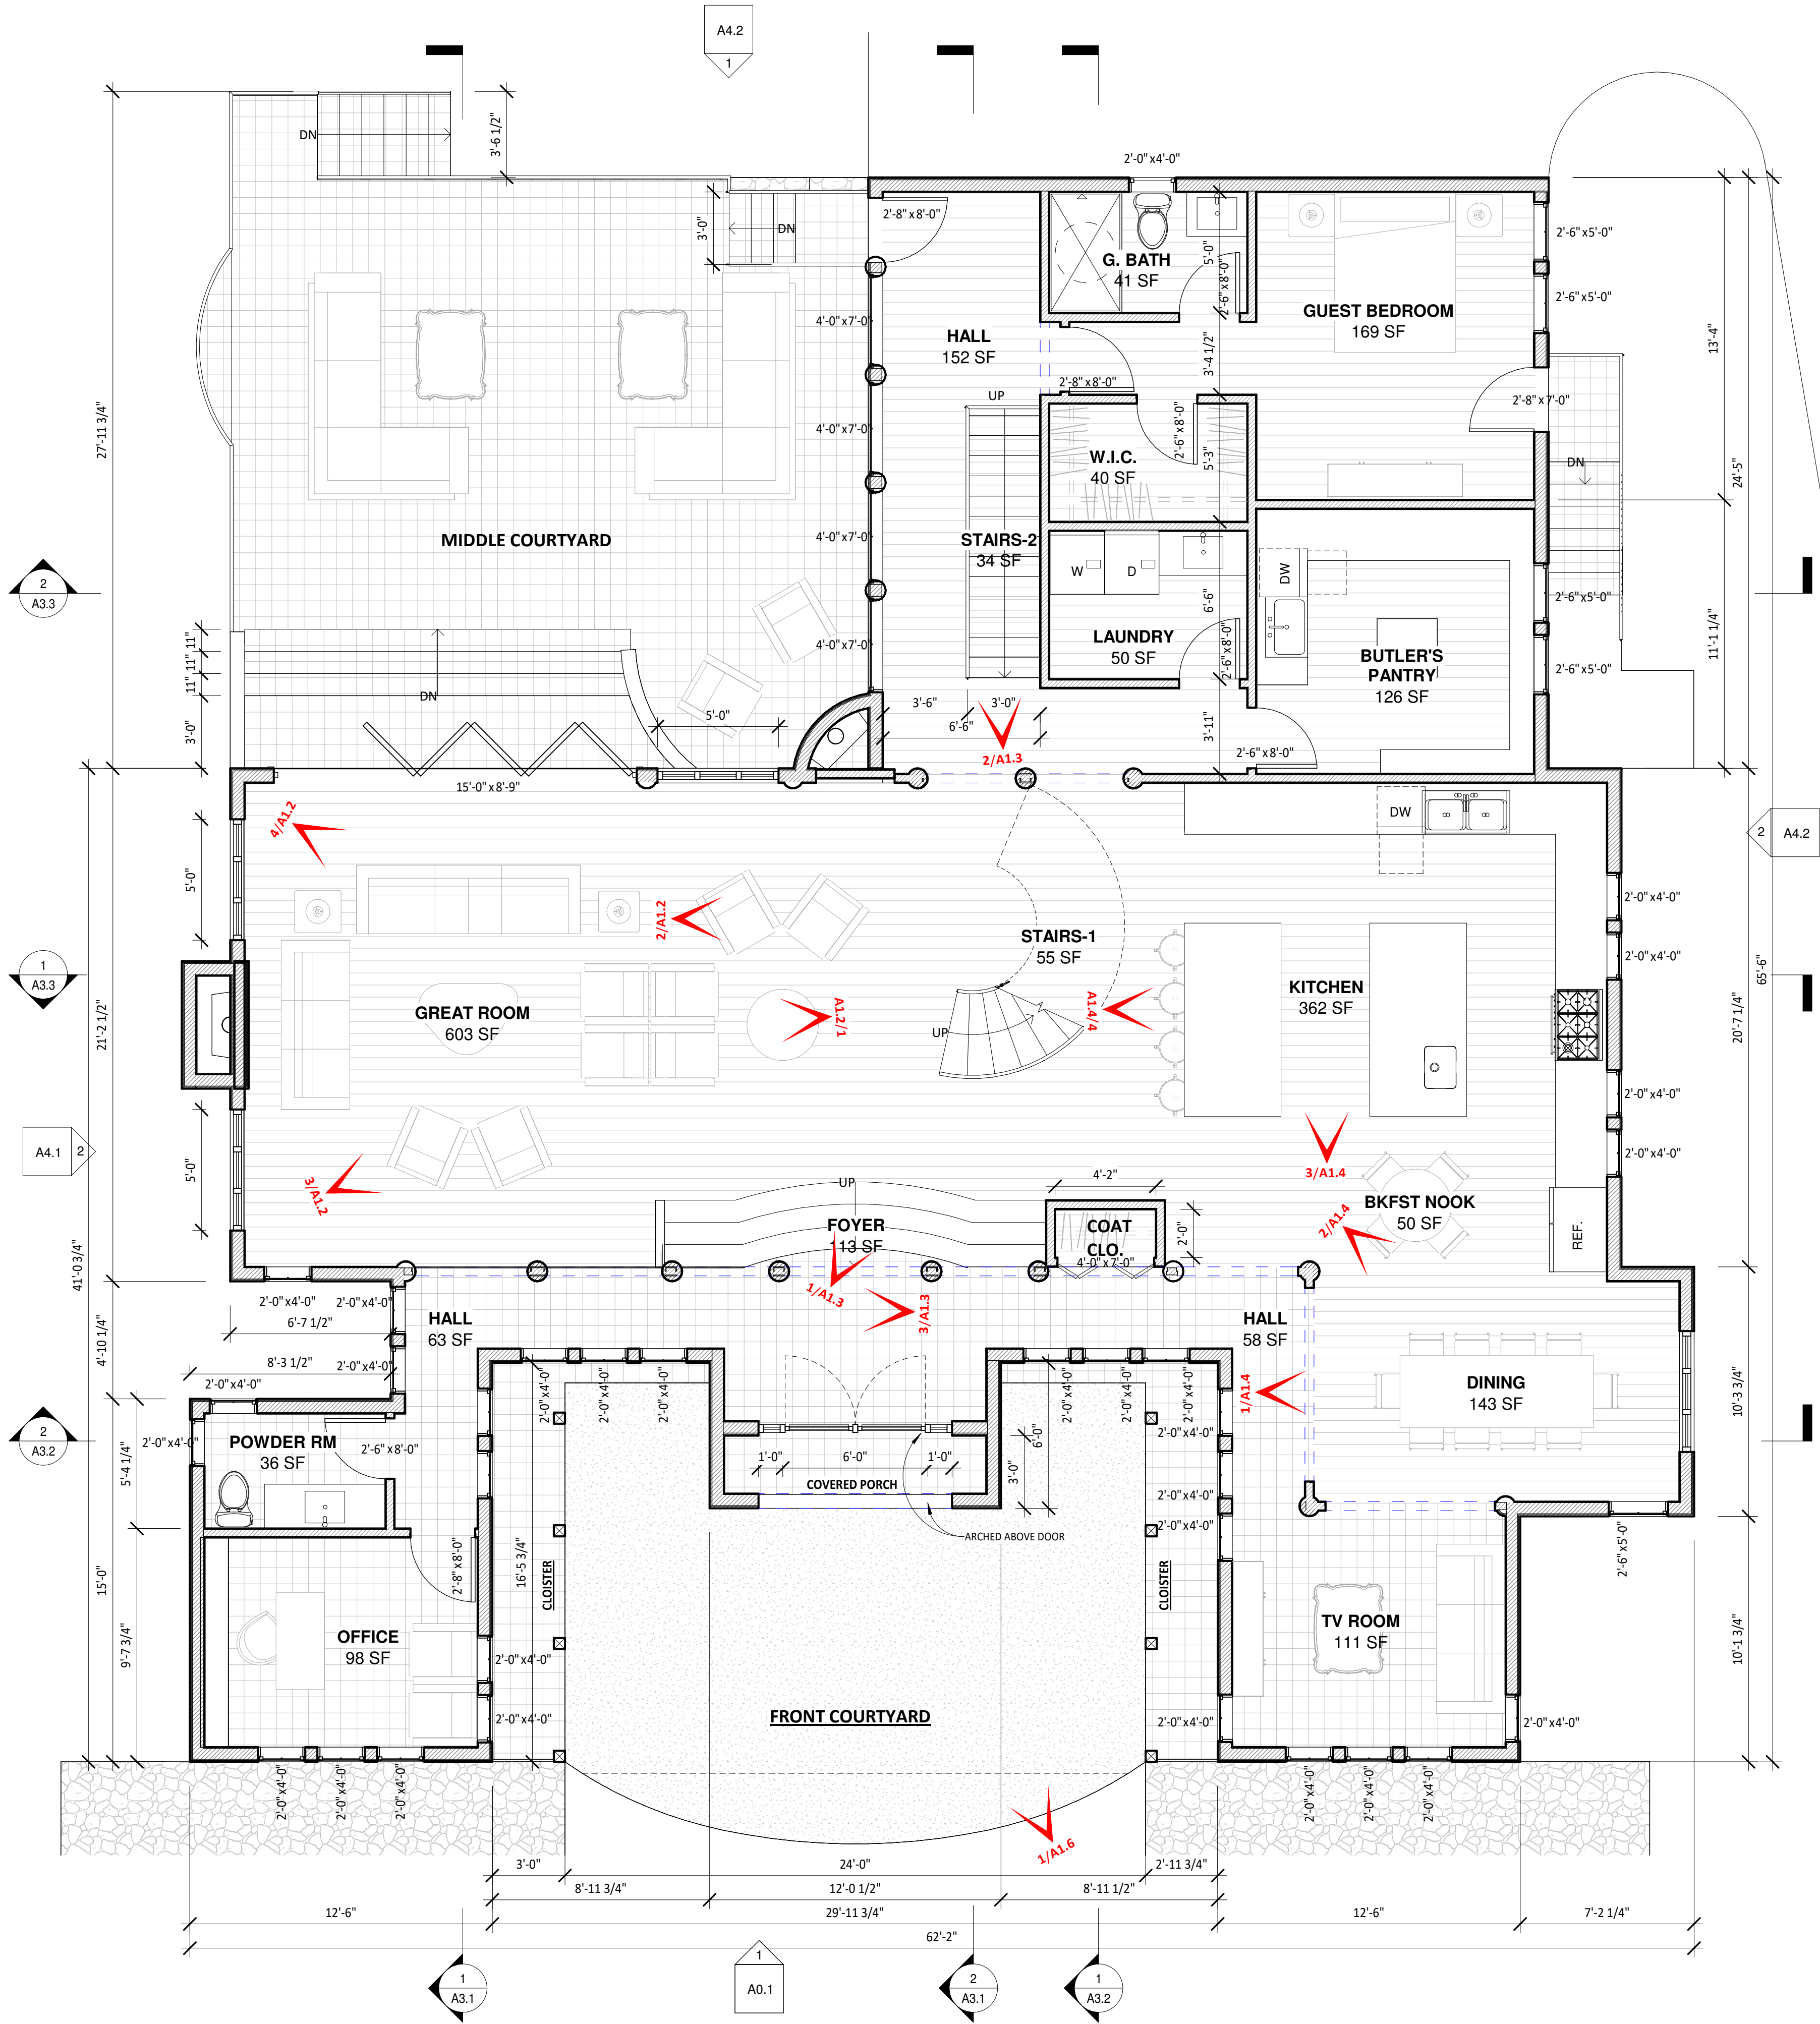 A4.2
1
3'-6 1/2"
DN
2'-0"x4'-0"
3'-0"
DN
2'-8"x8'-0"
5'-0"
2'-6"x5'-0"
G. BATH
41 SF
2'-6"x8'-0"
2'-6"x5'-0"
GUEST BEDROOM
169 SF
4'-0"x7'-0"
HALL
152 SF
3'-4 1/2"
13'-4"
2'-8"x8'-0"
UP
2'-8"x7'-0"
27'-11 3/4"
4'-0"x7'-0"
2'-6"x8'-0"
5'-3"
W.I.C.
40 SF
DN
24'-5"
MIDDLE COURTYARD
4'-0"x7'-0"
STAIRS-2
34 SF
W
D
DW
2
A3.3
2'-6"x5'-0"
6'-6"
11'-1 1/4"
4'-0"x7'-0"
LAUNDRY
50 SF
2'-6"x8'-0"
BUTLER'S
PANTRY
126 SF
2'-6"x5'-0"
11"
11"
11"
DN
3'-0"
5'-0"
3'-6"
3'-0"
6'-6"
3'-11"
2'-6"x8'-0"
2/A1.3
15'-0"x8'-9"
4/A1.2
DW
2
A4.2
5'-0"
2'-0"x4'-0"
2/A1.2
STAIRS-1
55 SF
2'-0"x4'-0"
65'-6"
1
A3.3
GREAT ROOM
603 SF
A1.2/1
UP
A1.4/4
KITCHEN
362 SF
21'-2 1/2"
20'-7 1/4"
2'-0"x4'-0"
A4.1
2
5'-0"
2'-0"x4'-0"
3/A1.2
UP
4'-2"
3/A1.4
41'-0 3/4"
FOYER
113 SF
COAT
CLO.
2'-0"
4'-0"x7'-0"
2/A1.4
BKFST NOOK
50 SF
REF.
1/A1.3
3/A1.3
2'-0"x4'-0"
2'-0"x4'-0"
6'-7 1/2"
HALL
63 SF
HALL
58 SF
4'-10 1/4"
8'-3 1/2"
2'-0"x4'-0"
2'-0"x4'-0"
2'-0"x4'-0"
2'-0"x4'-0"
2'-0"x4'-0"
2'-0"x4'-0"
2'-0"x4'-0"
2'-0"x4'-0"
1/A1.4
DINING
143 SF
10'-3 3/4"
2
A3.2
2'-0"x4'-0"
POWDER RM
36 SF
2'-6"x8'-0"
2'-0"x4'-0"
5'-4 1/4"
1'-0"
6'-0"
1'-0"
3'-0"
6'-0"
COVERED PORCH
2'-0"x4'-0"
2'-0"x4'-0"
ARCHED ABOVE DOOR
2'-6"x5'-0"
15'-0"
2'-8"x8'-0"
16'-5 3/4"
CLOISTER
CLOISTER
9'-7 3/4"
OFFICE
98 SF
TV ROOM
111 SF
10'-1 3/4"
2'-0"x4'-0"
FRONT COURTYARD
2'-0"x4'-0"
2'-0"x4'-0"
2'-0"x4'-0"
2'-0"x4'-0"
2'-0"x4'-0"
2'-0"x4'-0"
2'-0"x4'-0"
2'-0"x4'-0"
2'-0"x4'-0"
1/A1.6
3'-0"
24'-0"
2'-11 3/4"
8'-11 3/4"
12'-0 1/2"
8'-11 1/2"
12'-6"
29'-11 3/4"
12'-6"
7'-2 1/4"
62'-2"
1
A3.1
1
A0.1
2
A3.1
1
A3.2